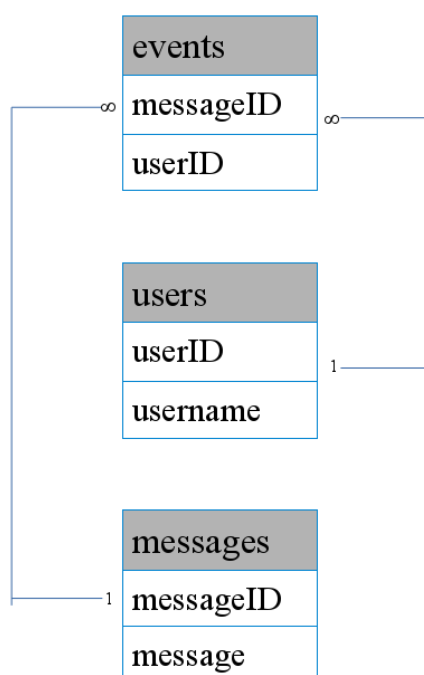 events
∞ messageID ∞
userID
users
userID
1
username
messages
1 messageID
message